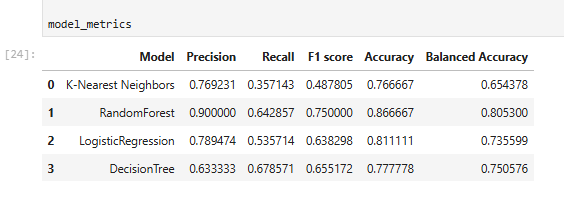 model_metrics
[24]:
Model Precision Recall F1 score Accuracy Balanced Accuracy
0 K-Nearest Neighbors 0.769231 0.357143 0.487805 0.766667 0.654378
1 RandomForest 0.900000 0.642857 0.750000 0.866667 0.805300
2 LogisticRegression 0.789474 0.535714 0.638298 0.811111 0.735599
3 DecisionTree 0.633333 0.678571 0.655172 0.777778 0.750576